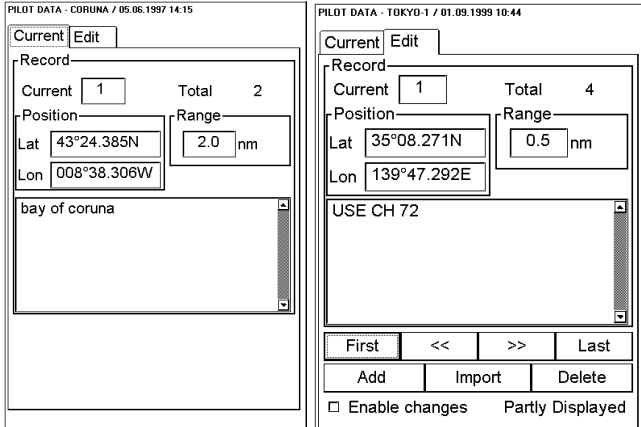 PILOT DATA - CORUNA / 05.06.1997 14:15
Current Edit
Record
Current 1 Total 2
Position Range
Lat 43°24.385N 2.0 nm
Lon 008°38.306W
bay of coruna
PILOT DATA - TOKYO-1 / 01.09.1999 10:44
Current Edit
Record
Current 1 Total 4
Position Range
Lat 35°08.271N 0.5 nm
Lon 139°47.292E
USE CH 72
First << >> Last
Add Import Delete
Enable changes Partly Displayed